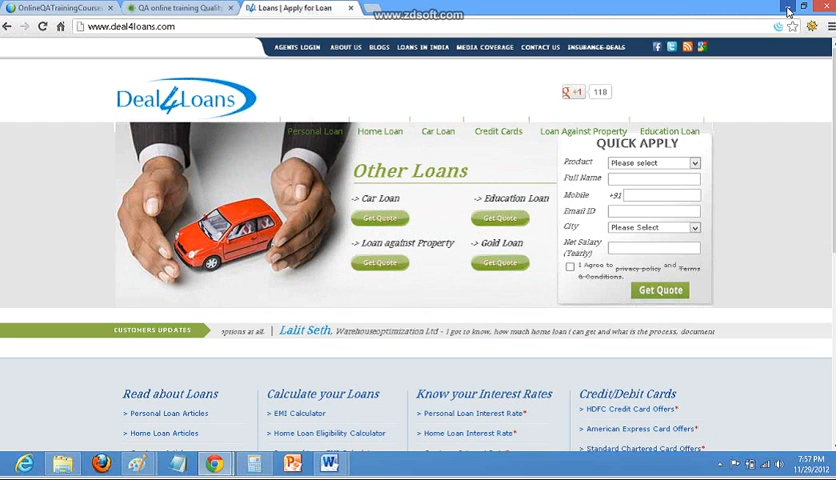 OnlineQATrainingCourse
QA online training Quality
Loans | Apply for Loan
www.zdsoft.com
www.deal4loans.com
AGENTS LOGIN ABOUT US BLOGS LOANS IN INDIA MEDIA COVERAGE CONTACT US INSURANCE DEALS
Deal4Loans
g +1 118
Personal Loan Home Loan Car Loan Credit Cards Loan Against Property Education Loan
QUICK APPLY
Other Loans
-> Car Loan -> Education Loan
Get Quote Get Quote
-> Loan against Property -> Gold Loan
Get Quote Get Quote
Product Please select
Full Name
Mobile +91
Email ID
City Please Select
Net Salary
(Yearly)
I Agree to privacy policy and Terms
& Conditions.
Get Quote
CUSTOMERS UPDATES options at all. | Lalit Seth, Warehouseoptimization Ltd - I got to know, how much home loan i can get and what is the process, document
Read about Loans Calculate your Loans Know your Interest Rates Credit/Debit Cards
> Personal Loan Articles > EMI Calculator > Personal Loan Interest Rate* > HDFC Credit Card Offers*
> Home Loan Articles > Home Loan Eligibility Calculator > Home Loan Interest Rate* > American Express Card Offers*
> Standard Chartered Card Offers*
7:57 PM
11/29/2012